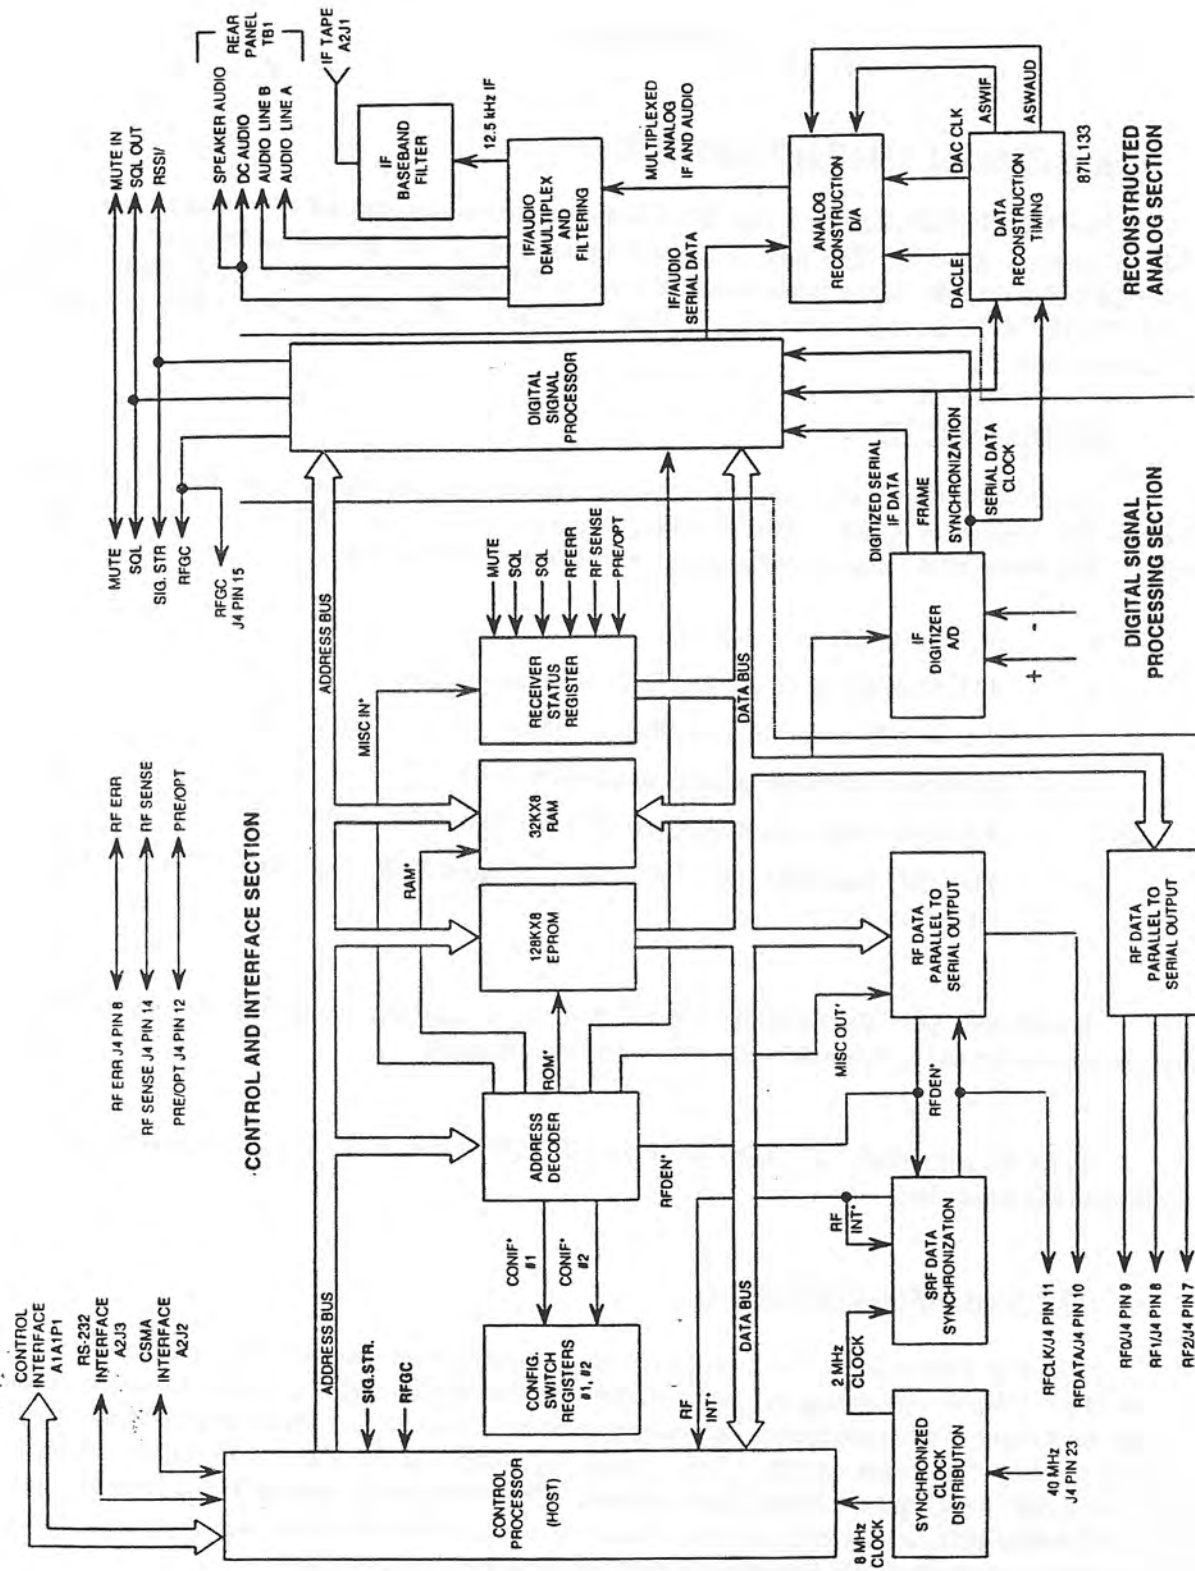 CONTROL
INTERFACE
A1A1P1
RS-232
INTERFACE
A2J3
CSMA
INTERFACE
A2J2
RF ERR J4 PIN 8
RF ERR
RF SENSE J4 PIN 14
RF SENSE
PRE/OPT J4 PIN 12
PRE/OPT
CONTROL AND INTERFACE SECTION
MUTE
MUTE IN
SQL
SQL OUT
SIG. STR
RSSI/
RFGC
RFGC
J4 PIN 15
SPEAKER AUDIO
DC AUDIO
AUDIO LINE B
AUDIO LINE A
REAR
PANEL
TB1
IF TAPE
A2J1
ADDRESS BUS
ADDRESS BUS
SIG.STR.
RFGC
CONTROL
PROCESSOR
(HOST)
CONFIG.
SWITCH
REGISTERS
#1, #2
CONIF*
#1
CONIF*
#2
ADDRESS
DECODER
ROM*
RAM*
MISC IN*
128KX8
EPROM
32KX8
RAM
RECEIVER
STATUS
REGISTER
MUTE
SQL
SQL
RFERR
RF SENSE
PRE/OPT
DIGITAL
SIGNAL
PROCESSOR
IF
BASEBAND
FILTER
12.5 kHz IF
IF/AUDIO
DEMULTIPLEX
AND
FILTERING
MULTIPLEXED
ANALOG
IF AND AUDIO
IF/AUDIO
SERIAL DATA
ANALOG
RECONSTRUCTION
D/A
DACLE
DAC CLK
ASWIF
ASWAUD
DATA
RECONSTRUCTION
TIMING
87IL133
RECONSTRUCTED
ANALOG SECTION
RF
INT*
DATA BUS
RFDEN*
MISC OUT'
DATA BUS
8 MHz
CLOCK
SYNCHRONIZED
CLOCK
DISTRIBUTION
40 MHz
J4 PIN 23
2 MHz
CLOCK
RF
INT*
SRF DATA
SYNCHRONIZATION
RFDEN*
RF DATA
PARALLEL TO
SERIAL OUTPUT
RFCLK/J4 PIN 11
RFDATA/J4 PIN 10
RF0/J4 PIN 9
RF1/J4 PIN 8
RF2/J4 PIN 7
RF DATA
PARALLEL TO
SERIAL OUTPUT
IF
DIGITIZER
A/D
+
-
DIGITIZED SERIAL
IF DATA
FRAME
SYNCHRONIZATION
SERIAL DATA
CLOCK
DIGITAL SIGNAL
PROCESSING SECTION